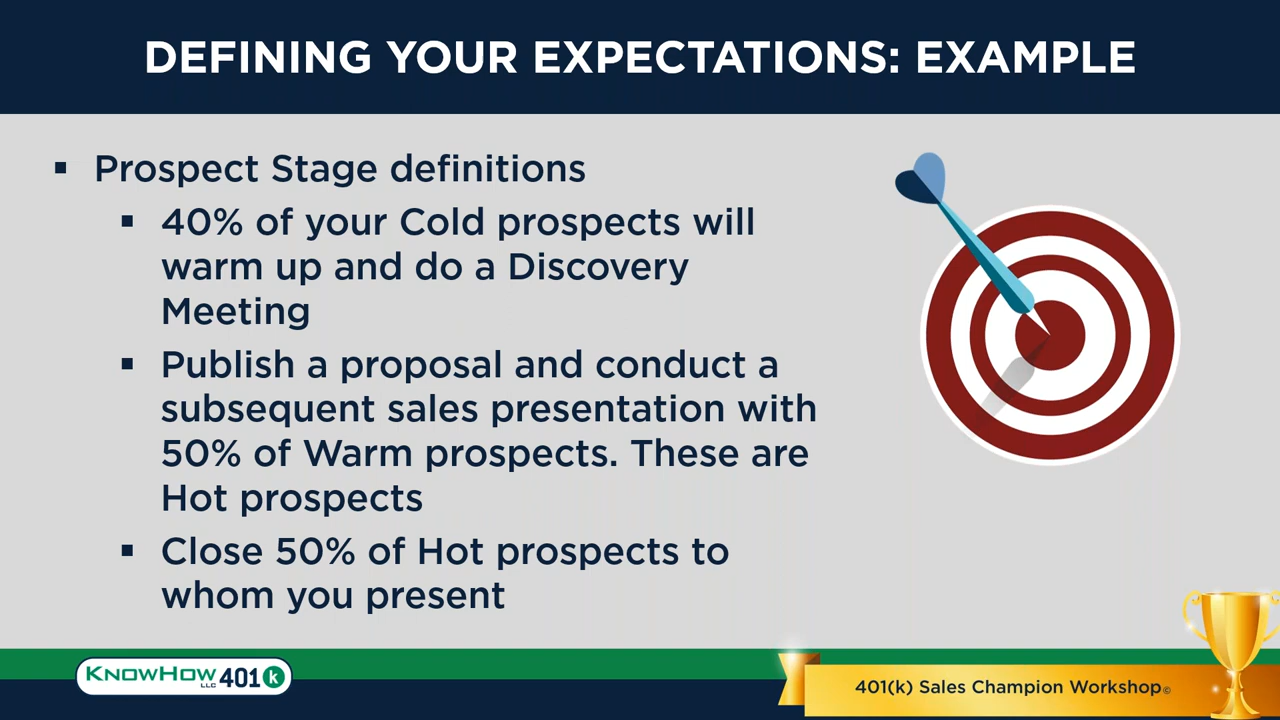 DEFINING YOUR EXPECTATIONS: EXAMPLE
▪ Prospect Stage definitions
▪ 40% of your Cold prospects will
warm up and do a Discovery
Meeting
▪ Publish a proposal and conduct a
subsequent sales presentation with
50% of Warm prospects. These are
Hot prospects
▪ Close 50% of Hot prospects to
whom you present
KNOWHOW LLC 401 k
401(k) Sales Champion Workshop©